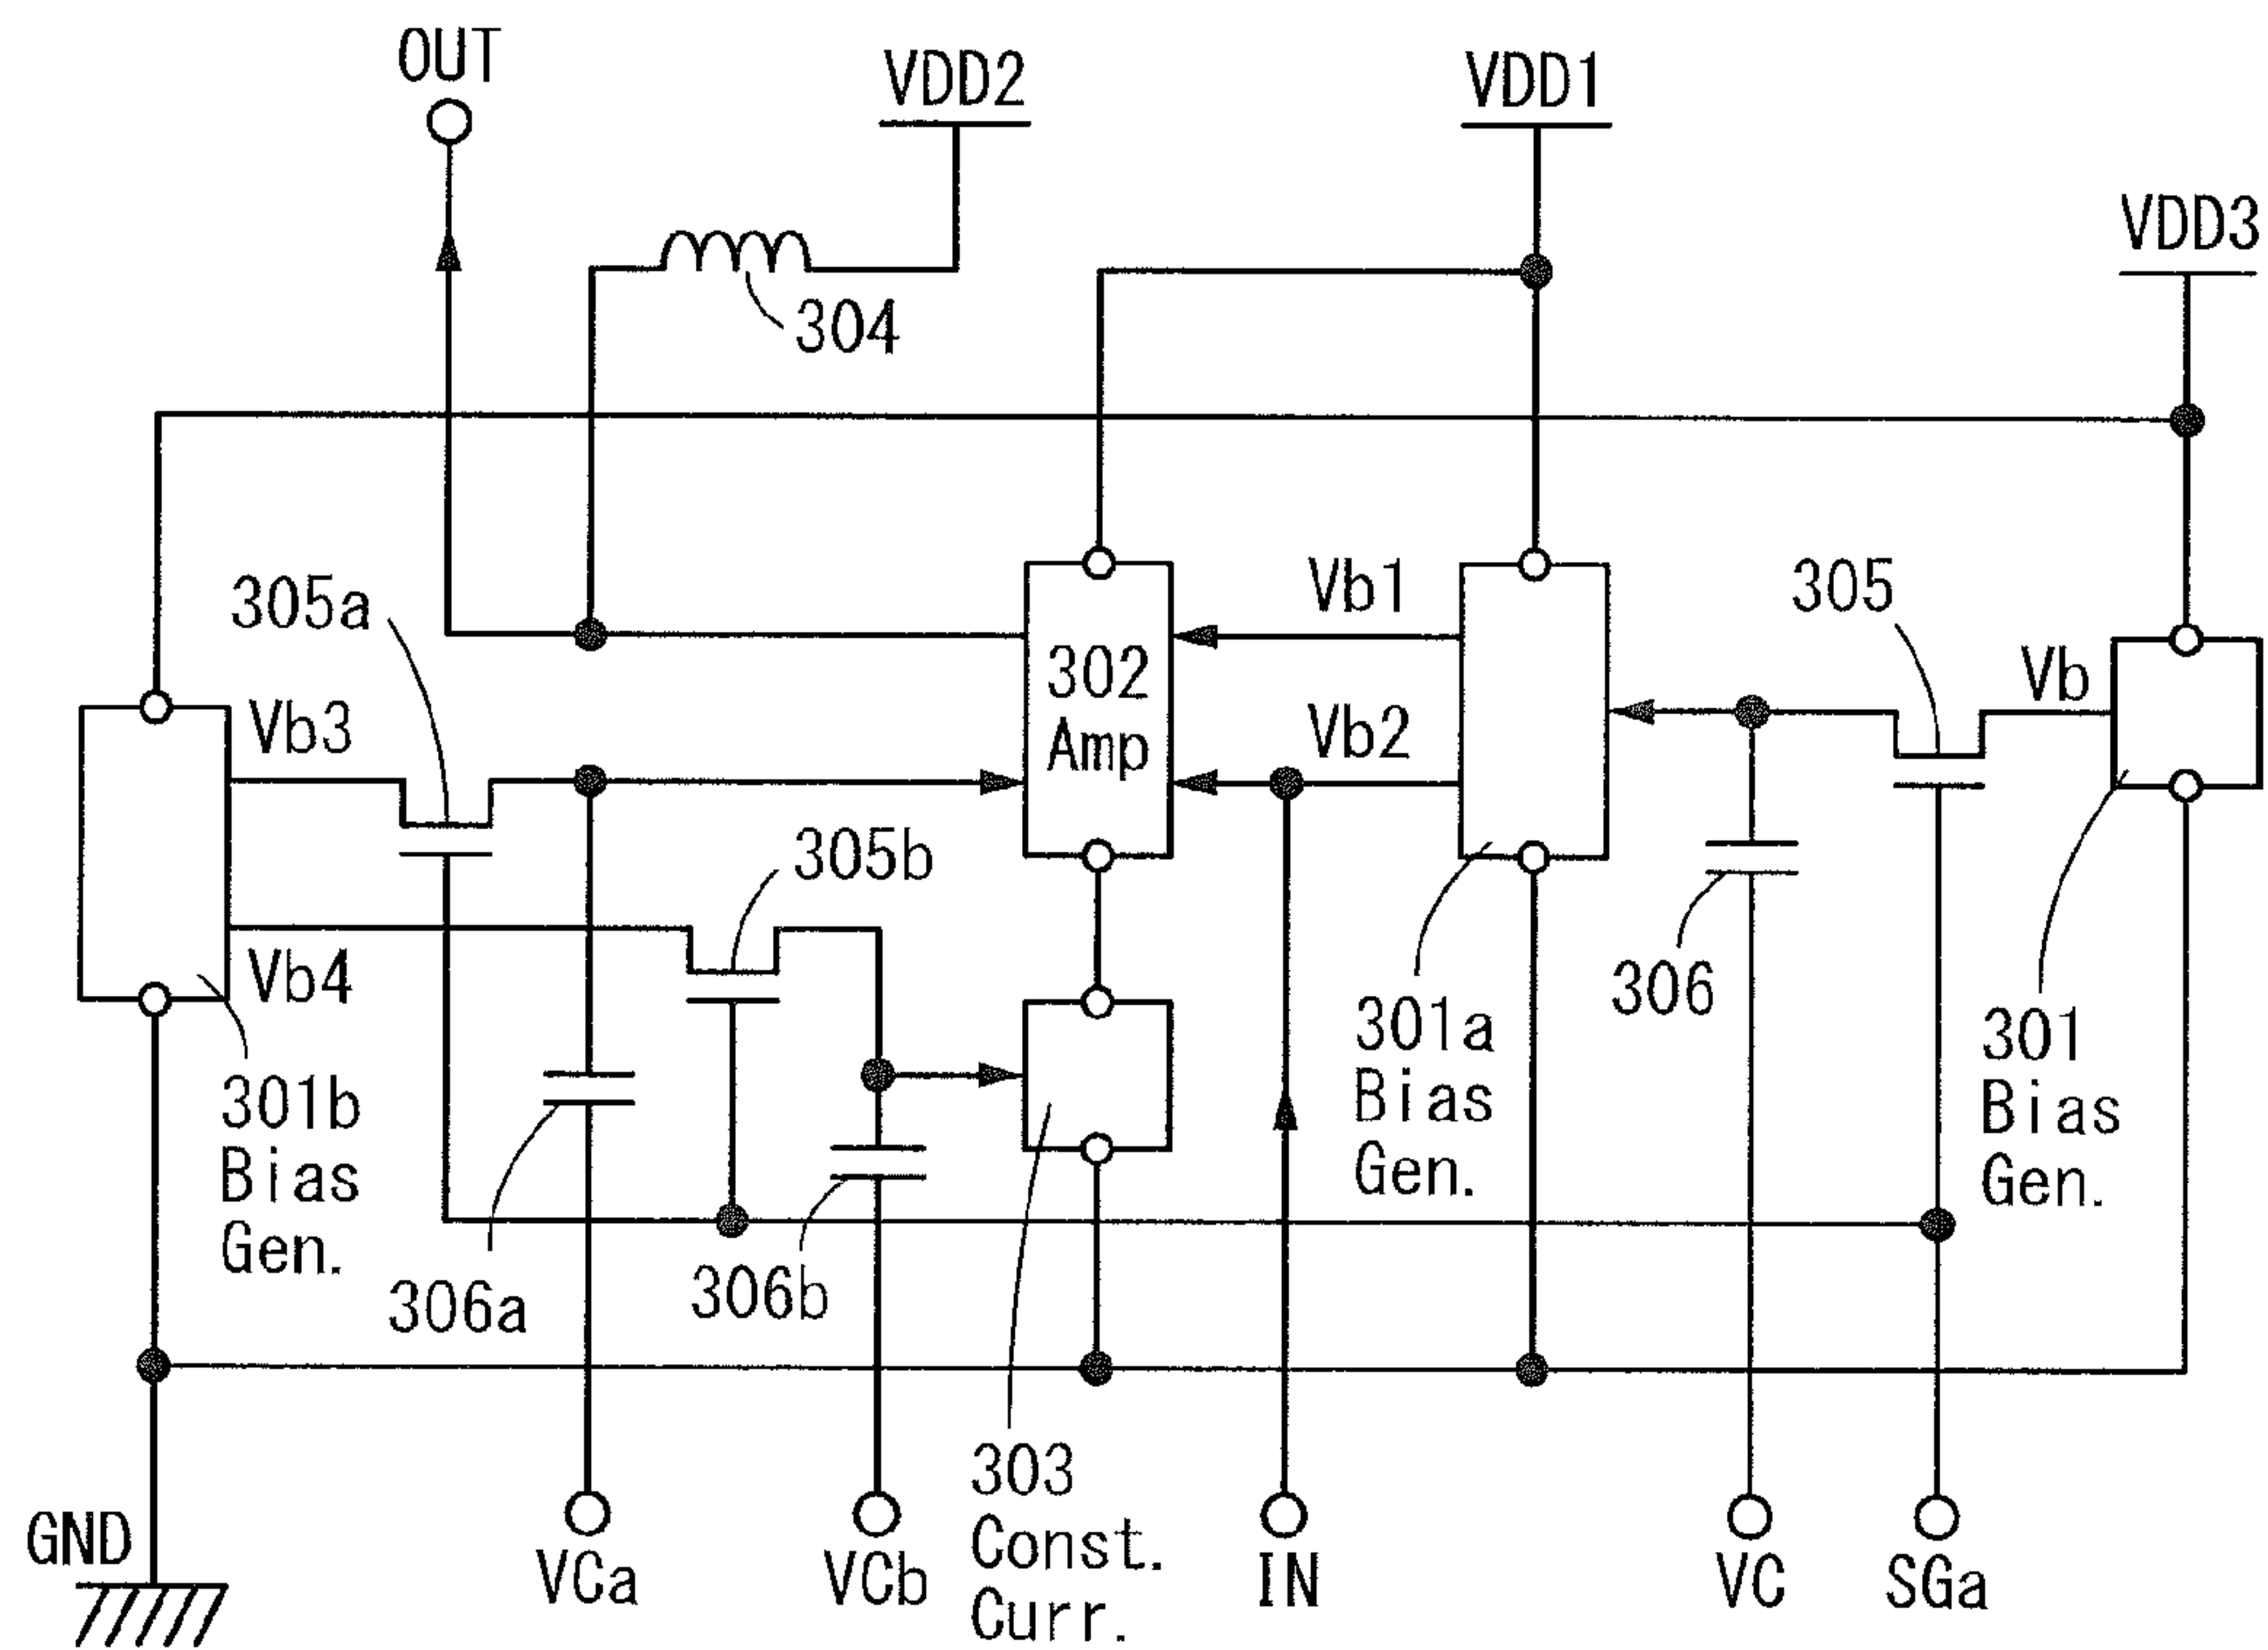 OUT
VDD2
VDD1
VDD3
304
305a
Vb1
305
302
Amp
Vb
Vb3
Vb2
305b
Vb4
306
301a
Bias
Gen.
301
Bias
Gen.
301b
Bias
Gen.
306a
306b
303
Const.
Curr.
GND
VCa
VCb
IN
VC
SGa